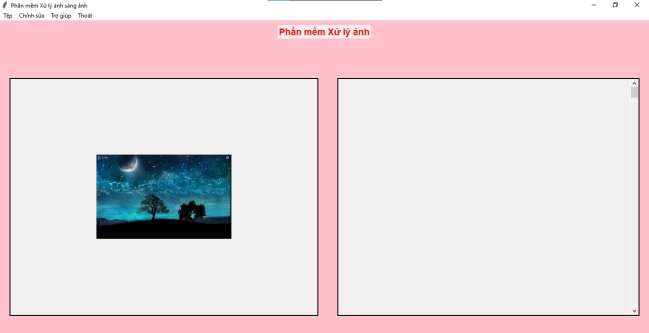 Phần mềm Xử lý ảnh sáng ảnh
Tệp Chỉnh sửa Trợ giúp Thoát
Phần mềm Xử lý ảnh